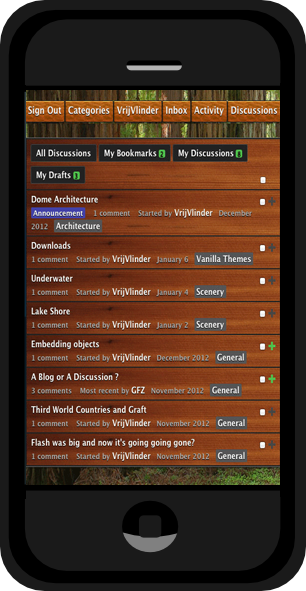 Sign Out Categories VrijVlinder Inbox Activity Discussions
All Discussions My Bookmarks 2 My Discussions
My Drafts
Dome Architecture
Announcement 1 comment Started by VrijVlinder December
2012 Architecture
Downloads
1 comment Started by VrijVlinder January 6 Vanilla Themes
Underwater
1 comment Started by VrijVlinder January 4 Scenery
Lake Shore
1 comment Started by VrijVlinder January 2 Scenery
Embedding objects
1 comment Started by VrijVlinder December 2012 General
A Blog or A Discussion ?
3 comments Most recent by GFZ November 2012 General
Third World Countries and Graft
1 comment Started by VrijVlinder November 2012 General
Flash was big and now it's going going gone?
1 comment Started by VrijVlinder November 2012 General